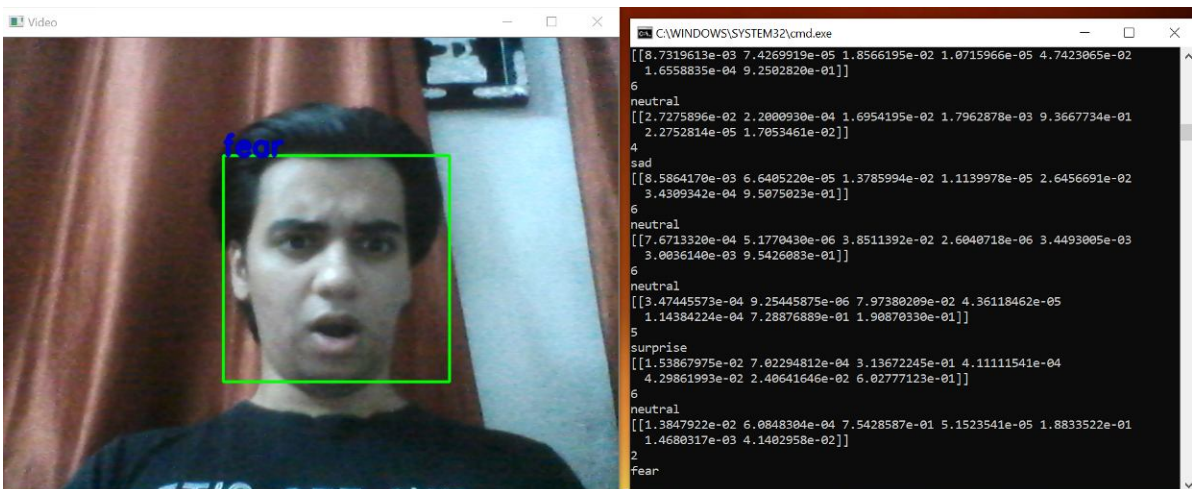 Video
fear
C:\WINDOWS\SYSTEM32\cmd.exe
[[8.7319613e-03 7.4269919e-05 1.8566195e-02 1.0715966e-05 4.7423065e-02
1.6558835e-04 9.2502820e-01]]
6
neutral
[[2.7275896e-02 2.2000930e-04 1.6954195e-02 1.7962878e-03 9.3667734e-01
2.2752814e-05 1.7053461e-02]]
4
sad
[[8.5864170e-03 6.6405220e-05 1.3785994e-02 1.1139978e-05 2.6456691e-02
3.4309342e-04 9.5075023e-01]]
6
neutral
[[7.6713320e-04 5.1770430e-06 3.8511392e-02 2.6040718e-06 3.4493005e-03
3.0036140e-03 9.5426083e-01]]
6
neutral
[[3.47445573e-04 9.25445875e-06 7.97380209e-02 4.36118462e-05
1.14384224e-04 7.28876889e-01 1.90870330e-01]]
5
surprise
[[1.53867975e-02 7.02294812e-04 3.13672245e-01 4.11111541e-04
4.29861993e-02 2.40641646e-02 6.02777123e-01]]
6
neutral
[[1.3847922e-02 6.0848304e-04 7.5428587e-01 5.1523541e-05 1.8833522e-01
1.4680317e-03 4.1402958e-02]]
2
fear